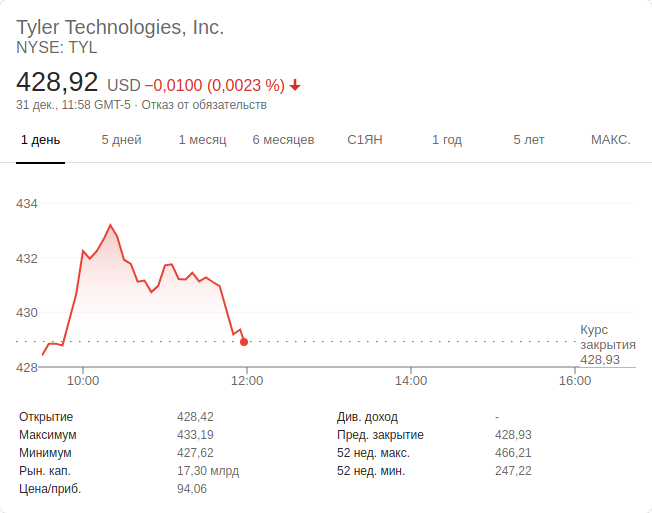 Tyler Technologies, Inc.
NYSE: TYL
428,92 USD −0,0100 (0,0023 %)
31 дек., 11:58 GMT-5 · Отказ от обязательств
1 день 5 дней 1 месяц 6 месяцев С1ЯН 1 год 5 лет МАКС.
434
432
430
Курс
закрытия
428,93
428
10:00 12:00 14:00 16:00
Открытие 428,42 Див. доход -
Максимум 433,19 Пред. закрытие 428,93
Минимум 427,62 52 нед. макс. 466,21
Рын. кап. 17,30 млрд 52 нед. мин. 247,22
Цена/приб. 94,06